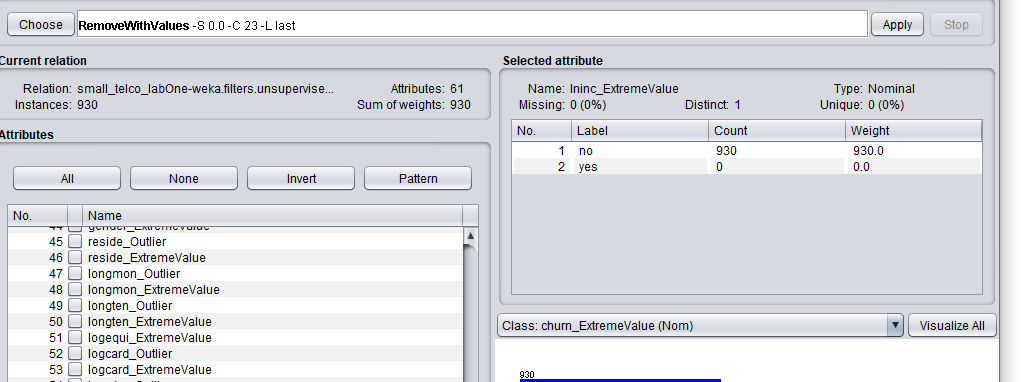 Choose RemoveWithValues -S 0.0 -C 23 -L last Apply Stop
Current relation
Relation: small_telco_labOne-weka.filters.unsupervise... Attributes: 61
Instances: 930 Sum of weights: 930
Attributes
All None Invert Pattern
No. Name
44 gender_ExtremeValue
45 reside_Outlier
46 reside_ExtremeValue
47 longmon_Outlier
48 longmon_ExtremeValue
49 longten_Outlier
50 longten_ExtremeValue
51 logequi_ExtremeValue
52 logcard_Outlier
53 logcard_ExtremeValue
Selected attribute
Name: lninc_ExtremeValue Type: Nominal
Missing: 0 (0%) Distinct: 1 Unique: 0 (0%)
No. Label Count Weight
1 no 930 930.0
2 yes 0 0.0
Class: churn_ExtremeValue (Nom) Visualize All
930